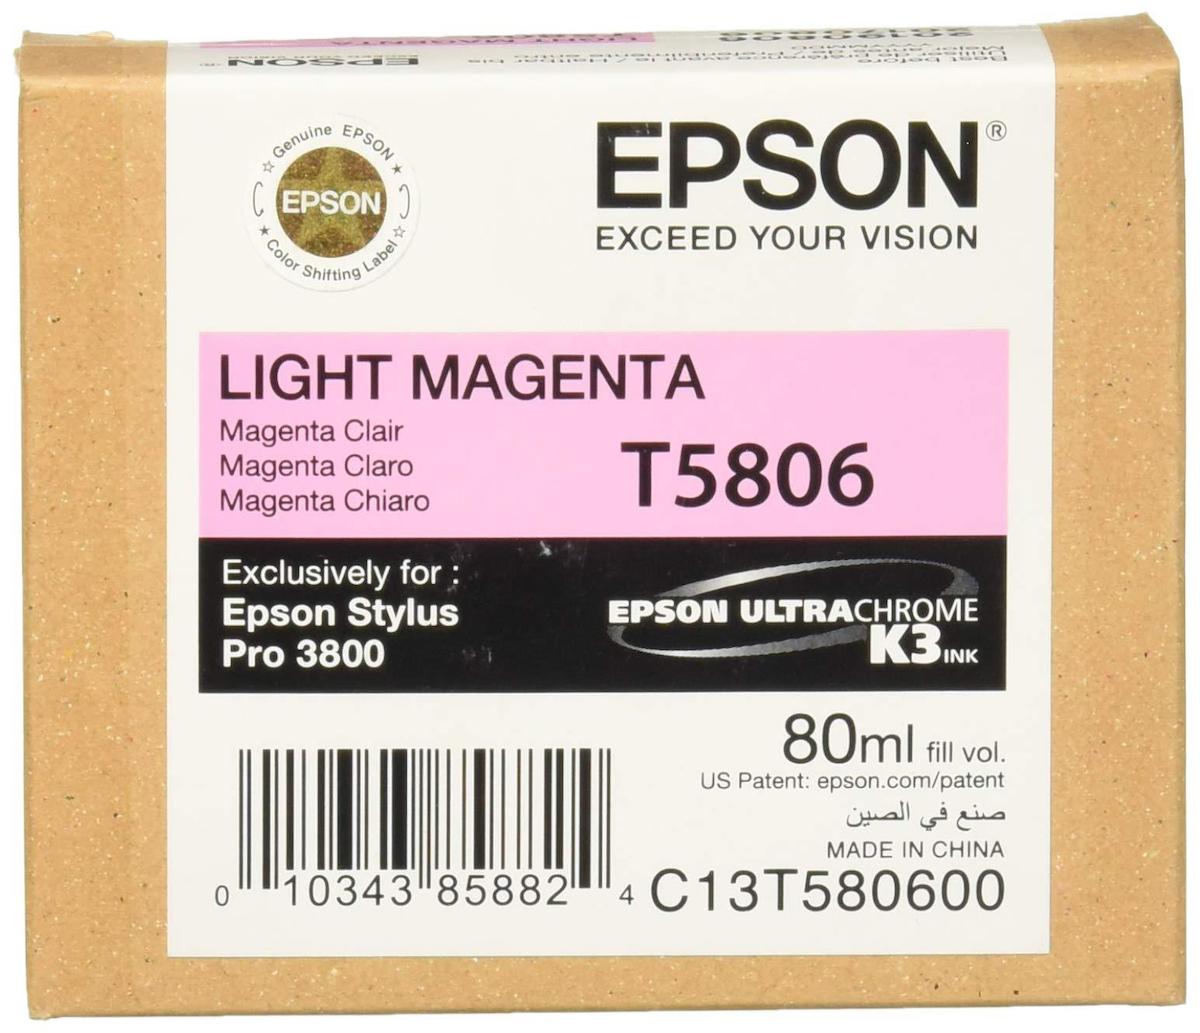 EPSON
Genuine EPSON
EPSON
Color Shifting Label
EPSON®
EXCEED YOUR VISION
LIGHT MAGENTA
Magenta Clair
Magenta Claro
Magenta Chiaro
T5806
Exclusively for :
Epson Stylus
Pro 3800
EPSON ULTRACHROME
K3 INK
80ml fill vol.
US Patent: epson.com/patent
صنع في الصين
MADE IN CHINA
0 10343 85882 4
C13T580600